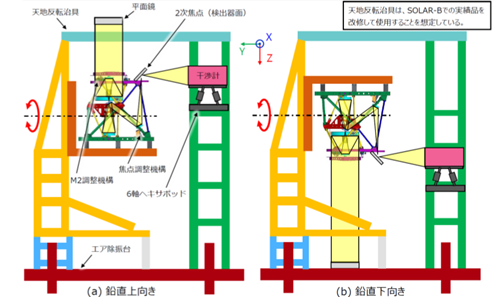 天地反転治具
平面鏡
2次焦点（検出器面）
天地反転治具は、SOLAR-Bでの実績品を
改修して使用することを想定している。
X
Y
Z
干渉計
焦点調整機構
M2調整機構
6軸ヘキサポッド
エア除振台
(a) 鉛直上向き
(b) 鉛直下向き